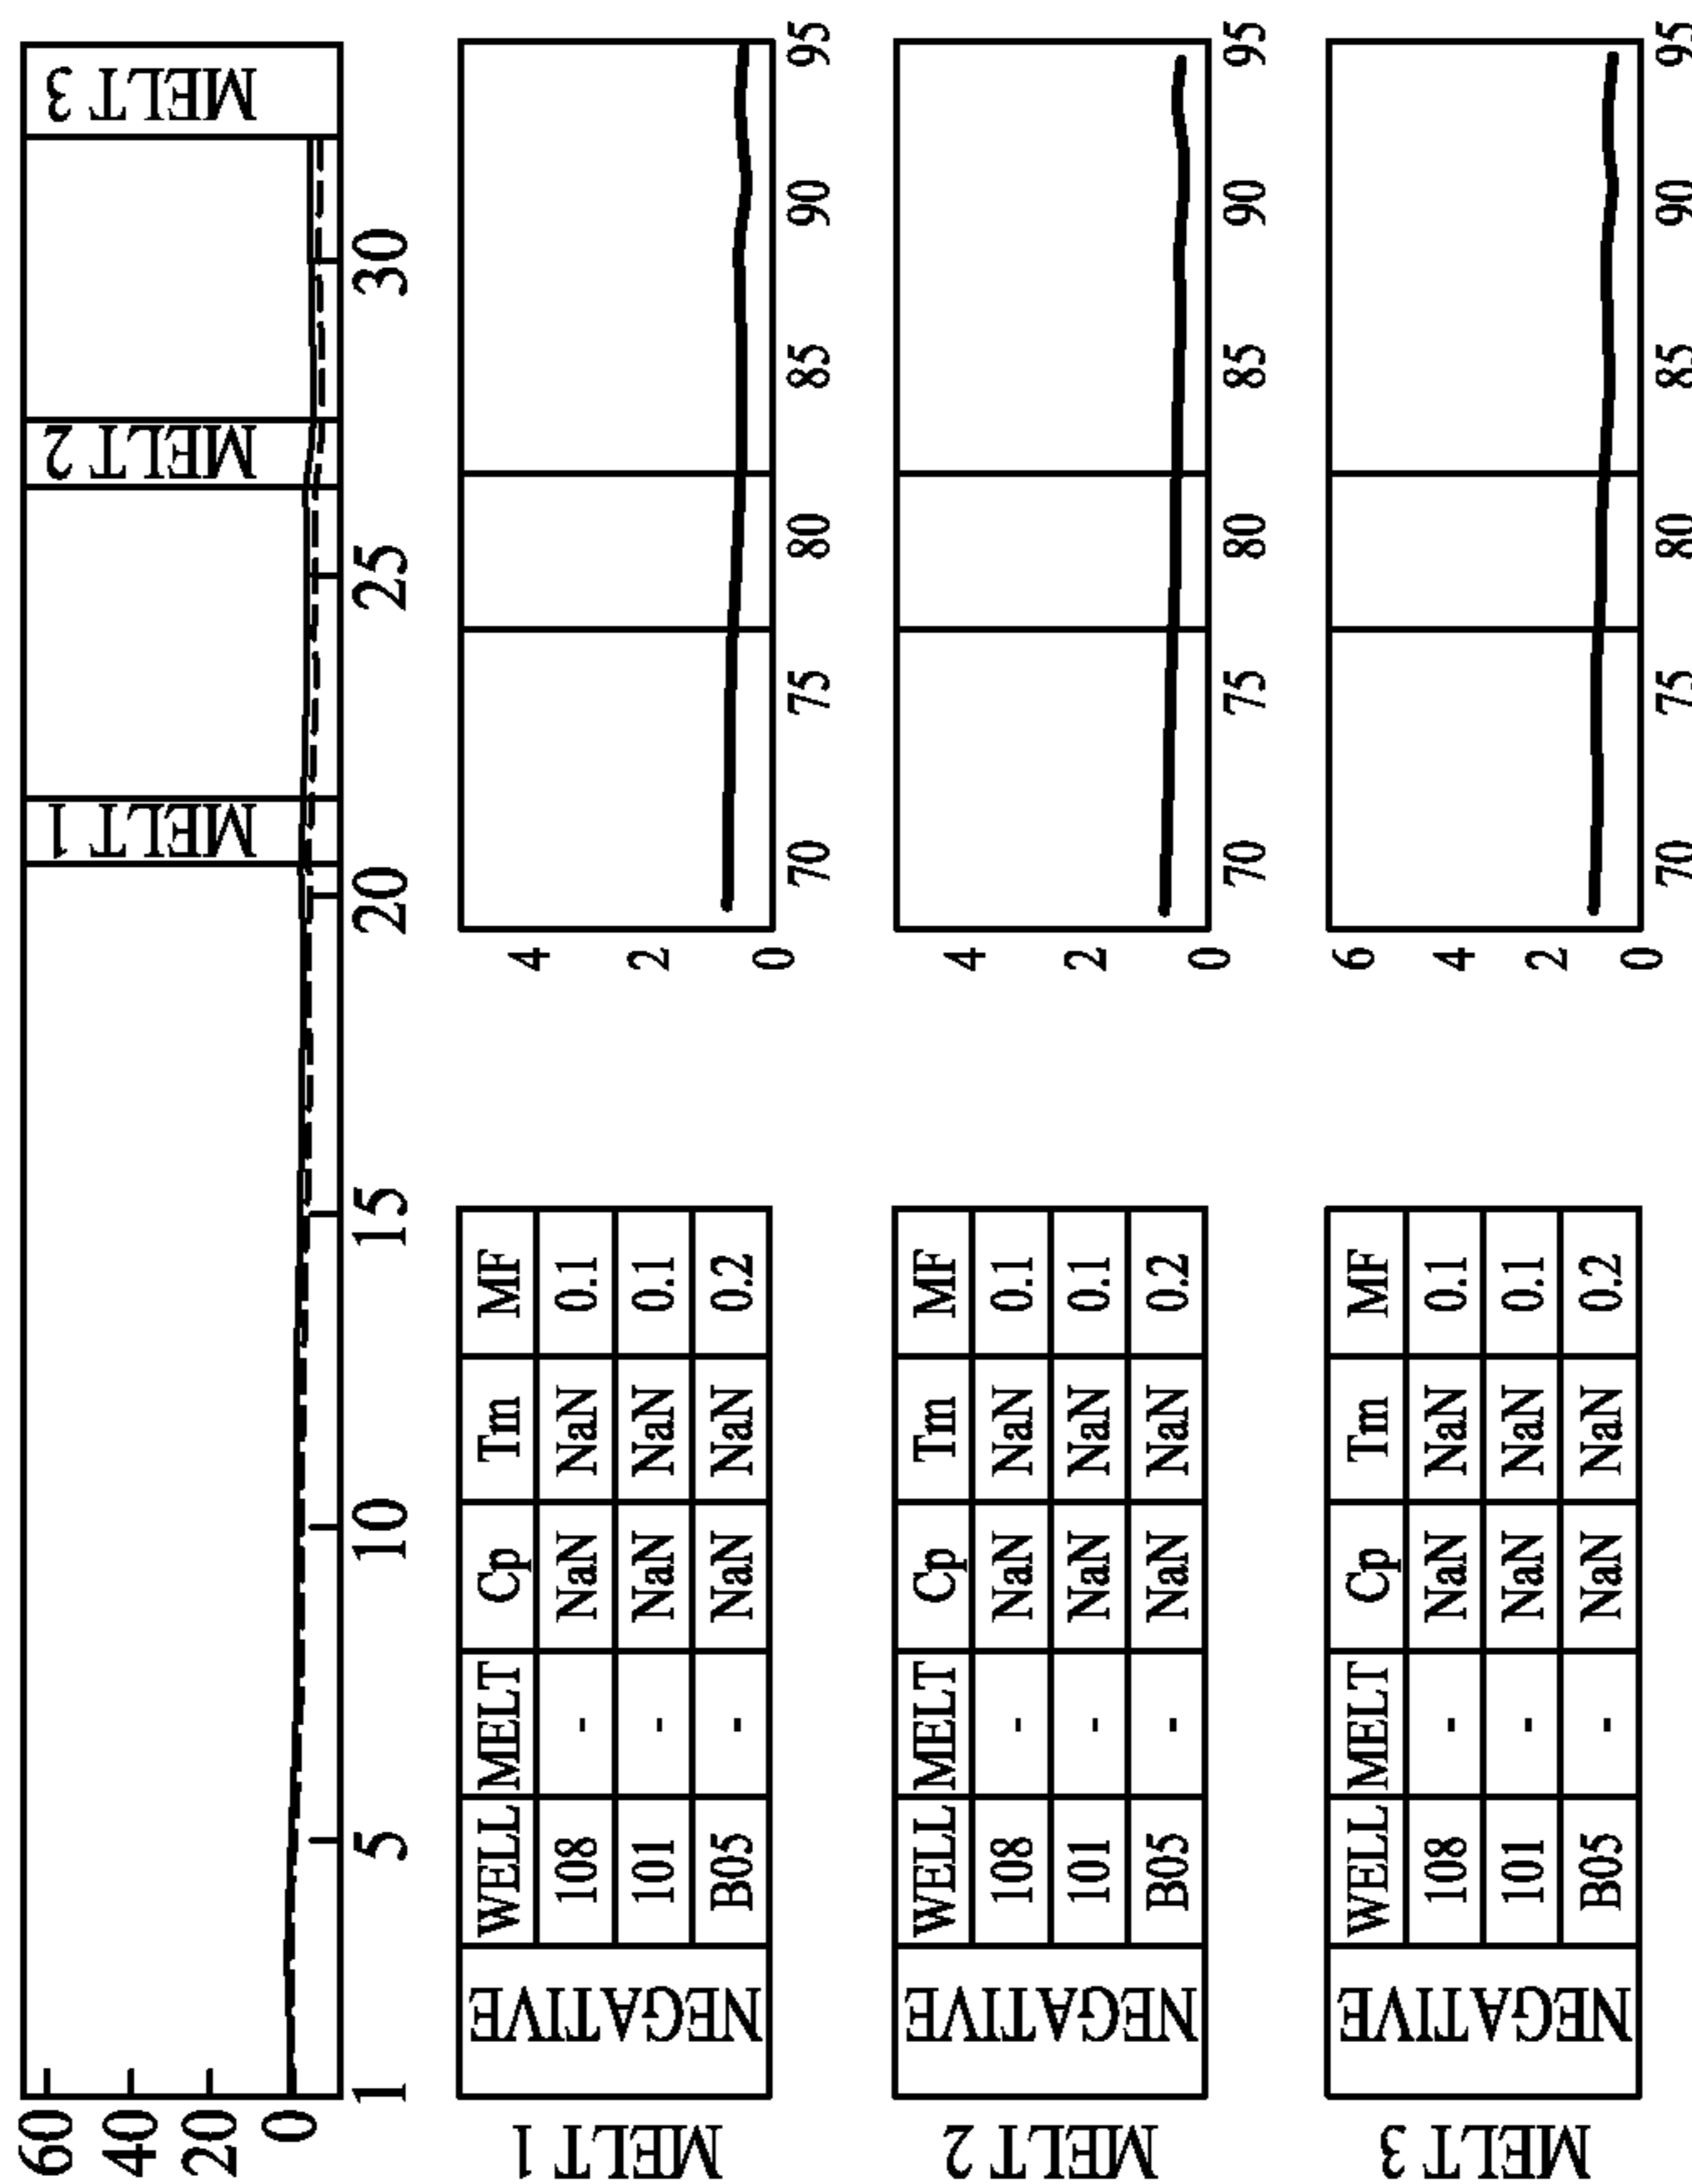 60
40
20
0
MELT 1
MELT 2
MELT 3
1 5 10 15 20 25 30
MELT 1
NEGATIVE
WELL MELT Cp Tm MF
108 - NaN NaN 0.1
101 - NaN NaN 0.1
B05 - NaN NaN 0.2
4
2
0
70 75 80 85 90 95
MELT 2
NEGATIVE
WELL MELT Cp Tm MF
108 - NaN NaN 0.1
101 - NaN NaN 0.1
B05 - NaN NaN 0.2
4
2
0
70 75 80 85 90 95
MELT 3
NEGATIVE
WELL MELT Cp Tm MF
108 - NaN NaN 0.1
101 - NaN NaN 0.1
B05 - NaN NaN 0.2
6
4
2
0
70 75 80 85 90 95